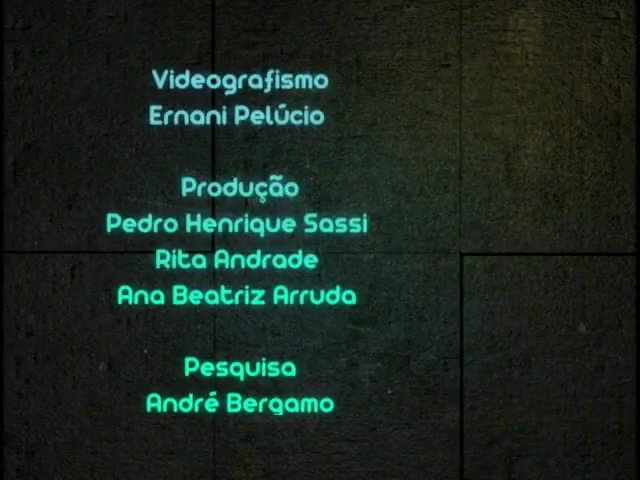 Videografismo
Ernani Pelúcio
Produção
Pedro Henrique Sassi
Rita Andrade
Ana Beatriz Arruda
Pesquisa
André Bergamo